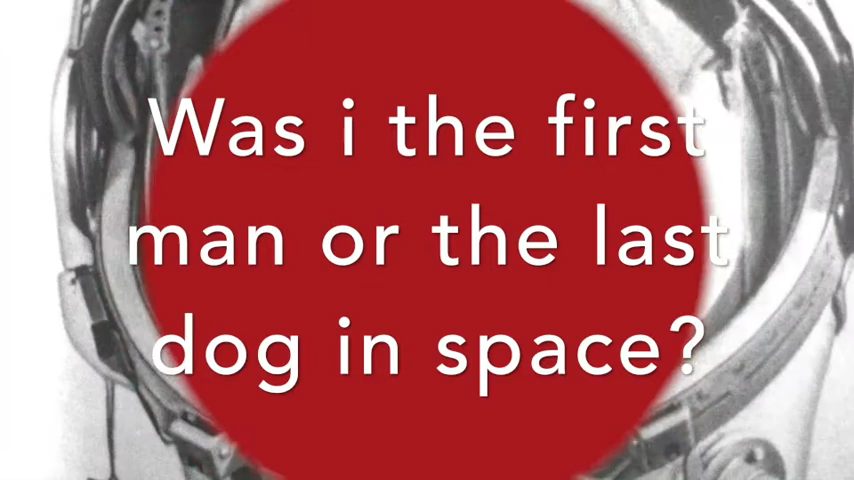 Was i the first
man or the last
dog in space?